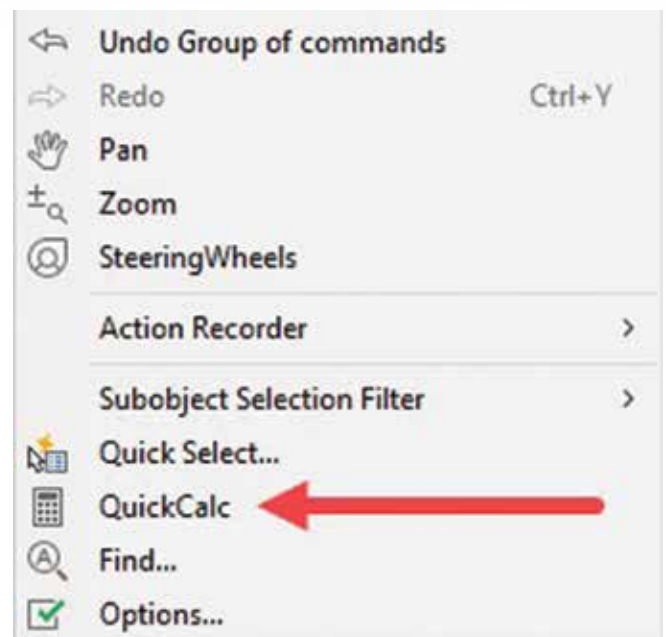 Undo Group of commands
Redo Ctrl+Y
Pan
Zoom
SteeringWheels
Action Recorder >
Subobject Selection Filter >
Quick Select...
QuickCalc
Find...
Options...